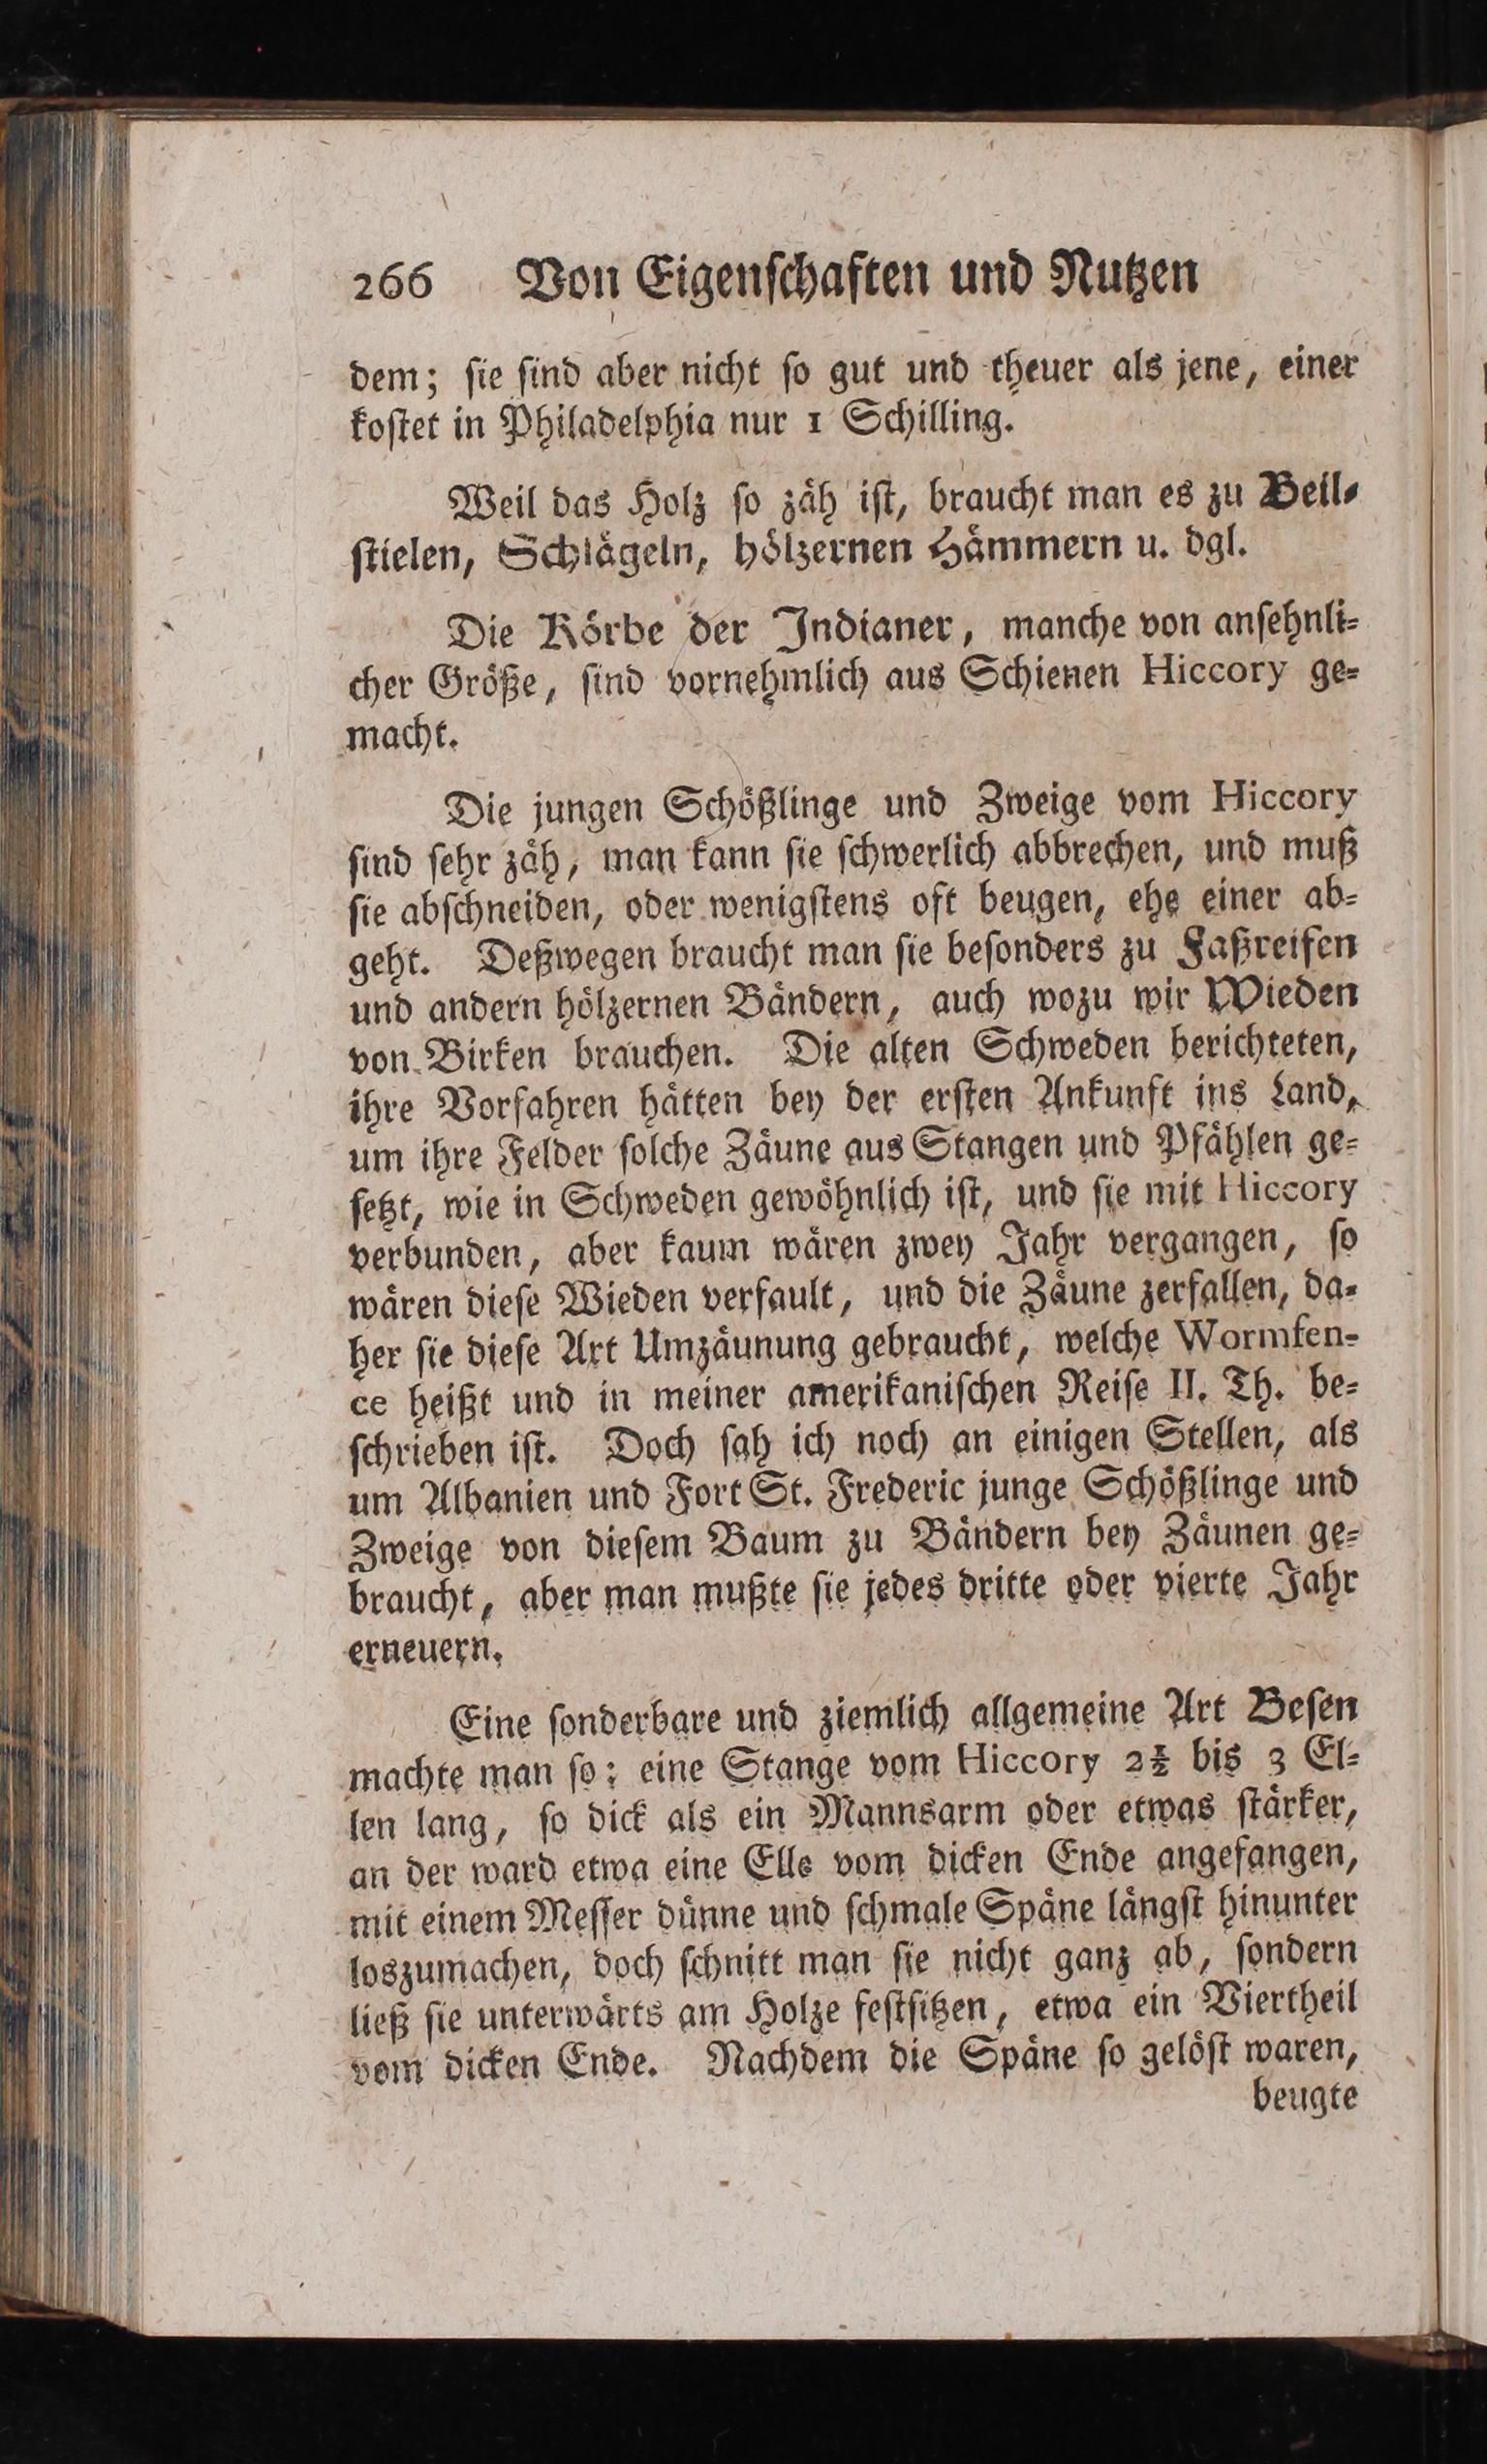 266 Von Eigenſchaften und Nutzen
dem; ſie ſind aber nicht ſo gut und theuer als jene, einer
koſtet in Philadelphia nur 1 Schilling.
Weil das Holz ſo zäh iſt, braucht man es zu Beil-
ſtielen, Schlägeln, hölzernen Hämmern u. dgl.
Die Körbe der Indianer, manche von anſehnli-
cher Größe, ſind vornehmlich aus Schienen Hiccory ge-
macht.
Die jungen Schößlinge und Zweige vom Hiccory
ſind ſehr zäh, man kann ſie ſchwerlich abbrechen, und muß
ſie abſchneiden, oder wenigſtens oft beugen, ehe einer ab-
geht. Deßwegen braucht man ſie beſonders zu Faßreifen
und andern hölzernen Bändern, auch wozu wir Wieden
von Birken brauchen. Die alten Schweden berichteten,
ihre Vorfahren hätten bey der erſten Ankunft ins Land,
um ihre Felder ſolche Zäune aus Stangen und Pfählen ge-
ſetzt, wie in Schweden gewöhnlich iſt, und ſie mit Hiccory
verbunden, aber kaum wären zwey Jahr vergangen, ſo
wären dieſe Wieden verfault, und die Zäune zerfallen, da-
her ſie dieſe Art Umzäunung gebraucht, welche Wormfen-
ce heißt und in meiner amerikaniſchen Reiſe II. Th. be-
ſchrieben iſt. Doch ſah ich noch an einigen Stellen, als
um Albanien und Fort St. Frederic junge Schößlinge und
Zweige von dieſem Baum zu Bändern bey Zäunen ge-
braucht, aber man mußte ſie jedes dritte oder vierte Jahr
erneuern.
Eine ſonderbare und ziemlich allgemeine Art Beſen
machte man ſo: eine Stange vom Hiccory 2½ bis 3 El-
len lang, ſo dick als ein Mannsarm oder etwas ſtärker,
an der ward etwa eine Elle vom dicken Ende angefangen,
mit einem Meſſer dünne und ſchmale Späne längſt hinunter
loszumachen, doch ſchnitt man ſie nicht ganz ab, ſondern
ließ ſie unterwärts am Holze feſtſitzen, etwa ein Viertheil
vom dicken Ende. Nachdem die Späne ſo gelöſt waren,
beugte